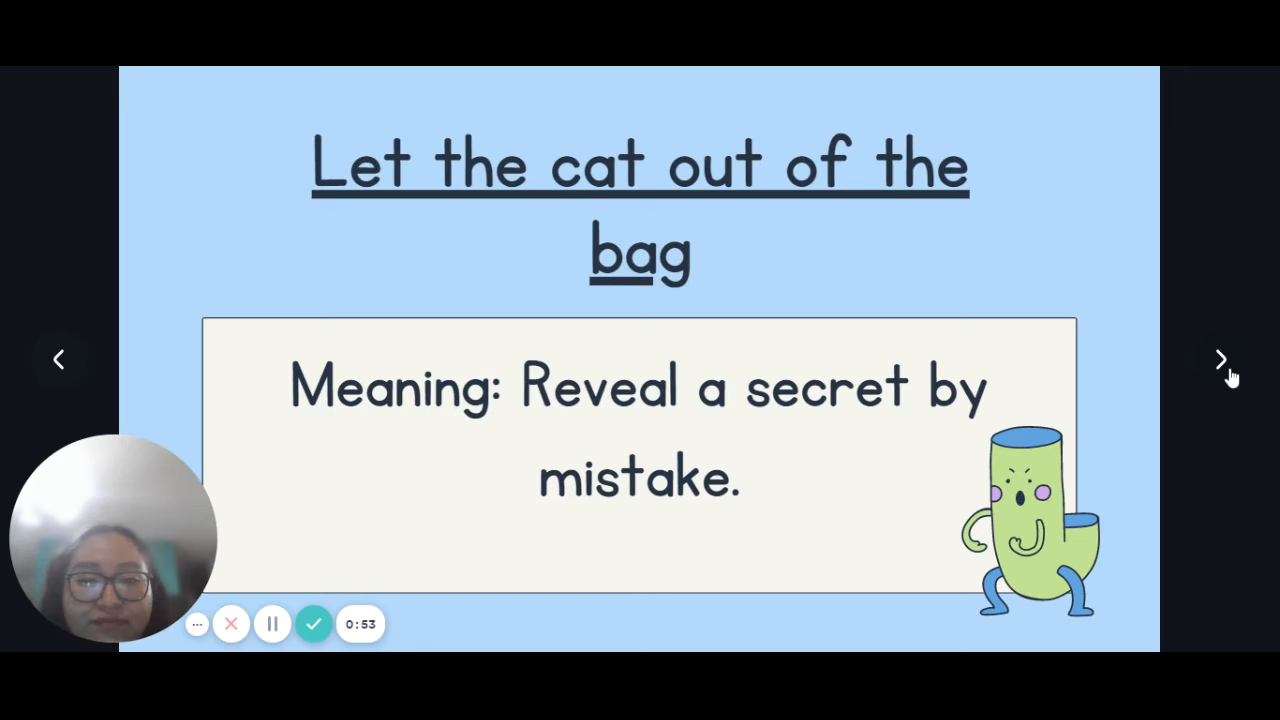 Let the cat out of the
bag
Meaning: Reveal a secret by
mistake.
0:53